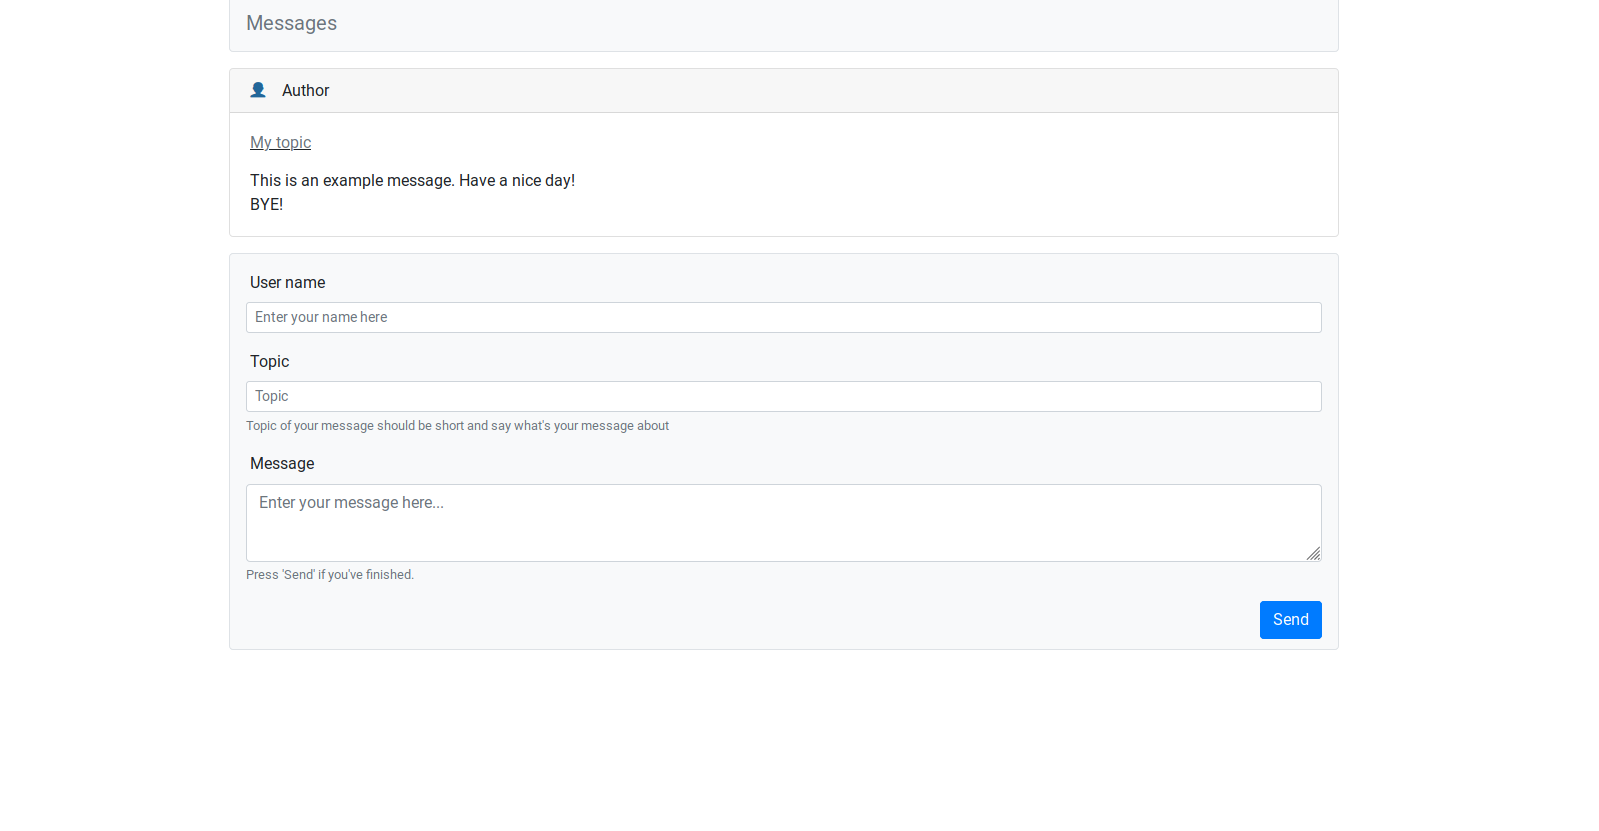 Messages
Author
My topic
This is an example message. Have a nice day!
BYE!
User name
Enter your name here
Topic
Topic
Topic of your message should be short and say what's your message about
Message
Enter your message here...
Press 'Send' if you've finished.
Send